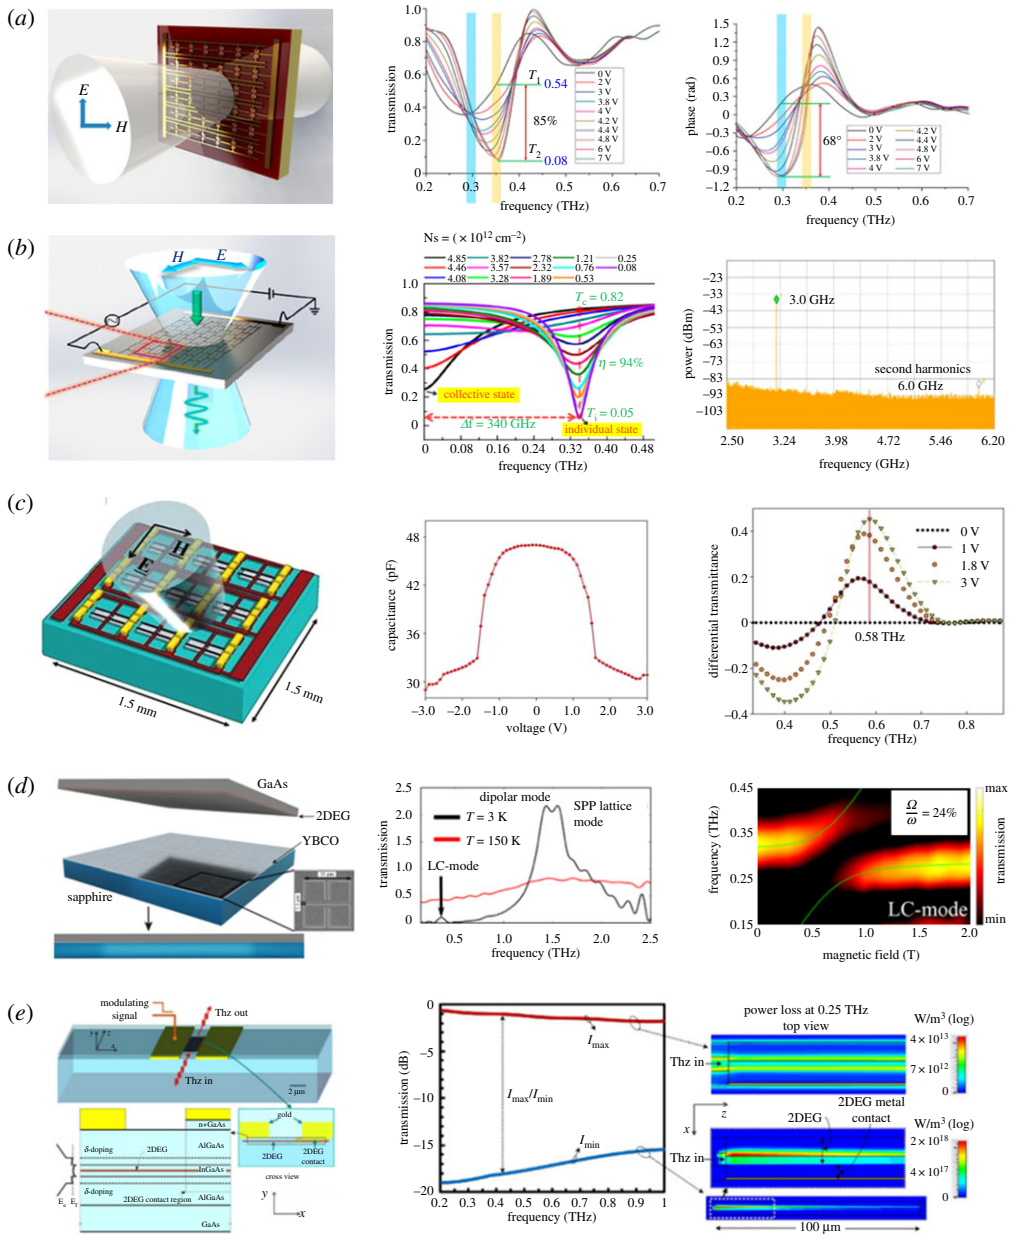 (a)
E
H
transmission
1.0
0.8
0.6
0.4
0.2
0
0.2
0.3
0.4
0.5
0.6
0.7
frequency (THz)
T1 0.54
85%
T2
0.08
0 V
2 V
3 V
3.8 V
4 V
4.2 V
4.4 V
4.8 V
6 V
7 V
phase (rad)
1.5
1.2
0.9
0.6
0.3
0
–0.3
–0.6
–0.9
–1.2
0.2
0.3
0.4
0.5
0.6
0.7
frequency (THz)
68°
0 V
2 V
3 V
3.8 V
4 V
4.2 V
4.4 V
4.8 V
6 V
7 V
(b)
H
E
Ns = (× 10¹² cm⁻²)
4.85 3.82 2.78 1.21 0.25
4.46 3.57 2.32 0.76 0.08
4.08 3.28 1.89 0.53
transmission
1.0
0.8
0.6
0.4
0.2
0
Tc = 0.82
η = 94%
collective state
Ti = 0.05
Δf = 340 GHz
individual state
0 0.08 0.16 0.24 0.32 0.40 0.48
frequency (THz)
power (dBm)
–23
–33
–43
–53
–63
–73
–83
–93
–103
3.0 GHz
second harmonics
6.0 GHz
2.50 3.24 3.98 4.72 5.46 6.20
frequency (GHz)
(c)
H
E
1.5 mm
1.5 mm
capacitance (pF)
48
42
36
30
–3.0 –2.0 –1.0 0 1.0 2.0 3.0
voltage (V)
differential transmittance
0.4
0.2
0
–0.2
–0.4
0 V
1 V
1.8 V
3 V
0.58 THz
0.4 0.5 0.6 0.7 0.8
frequency (THz)
(d)
GaAs
2DEG
YBCO
sapphire
transmission
2.5
2.0
1.5
1.0
0.5
0
dipolar mode
SPP lattice
mode
T = 3 K
T = 150 K
LC-mode
0.5 1.0 1.5 2.0 2.5
frequency (THz)
frequency (THz)
0.45
0.35
0.25
0.15
Ω/ω = 24%
LC-mode
0 0.5 1.0 1.5 2.0
magnetic field (T)
max
transmission
min
(e)
modulating
signal
Thz out
y
z
x
Thz in
2 μm
gold
n+GaAs
δ-doping
2DEG
AlGaAs
InGaAs
δ-doping
2DEG contact region
AlGaAs
GaAs
2DEG
2DEG
contact
cross view
y
x
transmission (dB)
0
–5
–10
–15
–20
Imax
Imax/Imin
Imin
0 0.1 0.2 0.3 0.4 0.5 0.6 0.7 0.8 0.9 1
frequency (THz)
power loss at 0.25 THz
top view
W/m³ (log)
4 × 10¹³
7 × 10¹²
0
Thz in
z
x
2DEG metal
contact
2DEG
Thz in
W/m³ (log)
2 × 10¹⁸
4 × 10¹⁷
0
100 μm